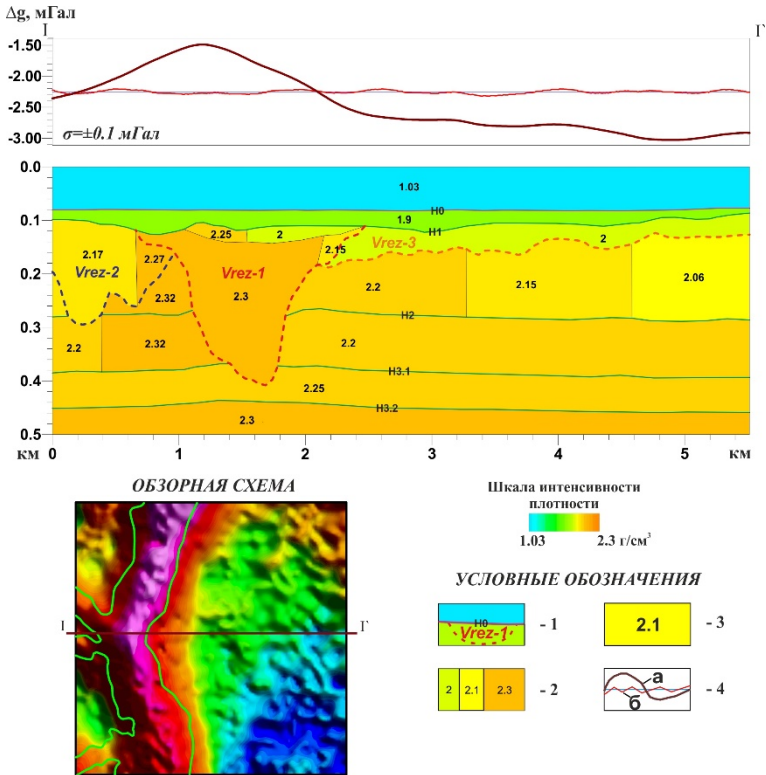 Δg, мГал
I I'
-1.50
-2.00
-2.50
-3.00
σ=±0.1 мГал
0.0
1.03
H0
0.1
1.9
H1
2.25
2
2.15
2
2.17
Vrez-3
2.27
Vrez-1
Vrez-2
0.2
2.3
2.2
2.15
2.06
2.32
0.3
H2
2.2
2.32
2.2
H3.1
0.4
2.25
H3.2
2.3
0.5
км 0 1 2 3 4 5 км
ОБЗОРНАЯ СХЕМА
I I'
Шкала интенсивности
плотности
1.03 2.3 г/см³
УСЛОВНЫЕ ОБОЗНАЧЕНИЯ
H0
Vrez-1
- 1
2.1
- 3
2 2.1 2.3
- 2
а
б
- 4